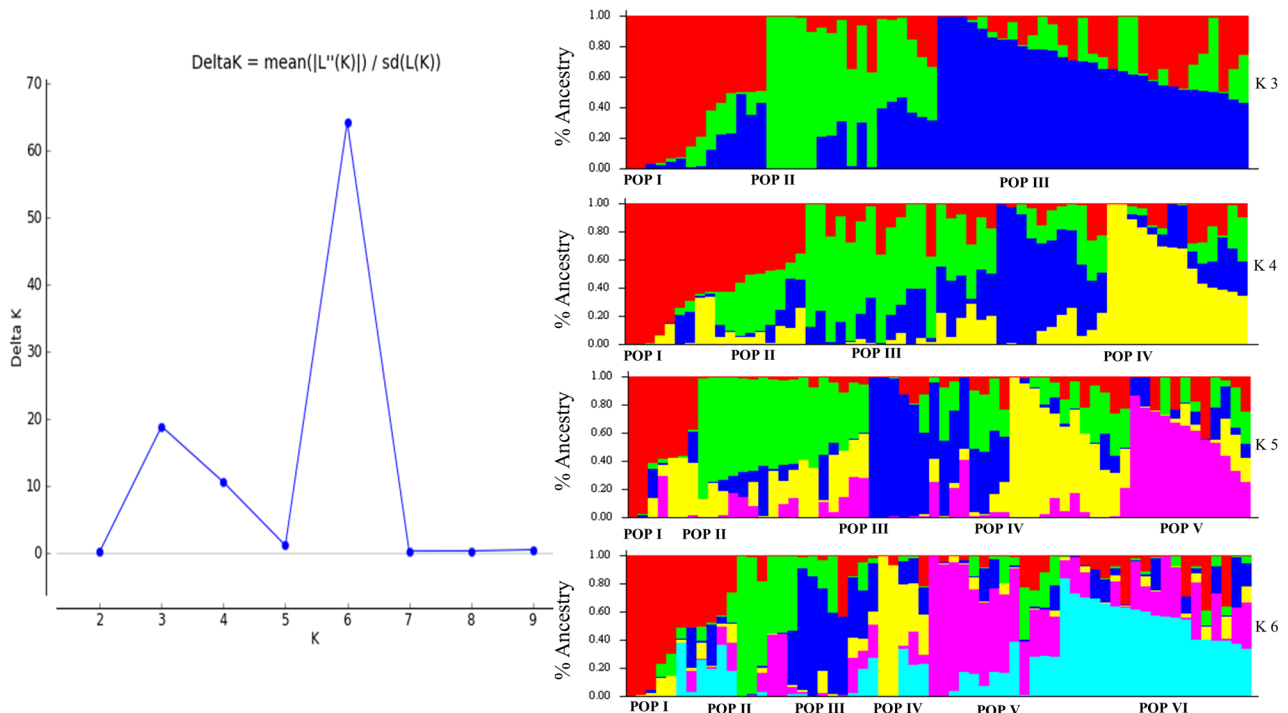 DeltaK = mean(|L''(K)|) / sd(L(K))
70
60
50
40
30
20
10
0
Delta K
2 3 4 5 6 7 8 9
K
% Ancestry
1.00
0.80
0.60
0.40
0.20
0.00
K 3
POP I POP II POP III
% Ancestry
1.00
0.80
0.60
0.40
0.20
0.00
K 4
POP I POP II POP III POP IV
% Ancestry
1.00
0.80
0.60
0.40
0.20
0.00
K 5
POP I POP II POP III POP IV POP V
% Ancestry
1.00
0.80
0.60
0.40
0.20
0.00
K 6
POP I POP II POP III POP IV POP V POP VI